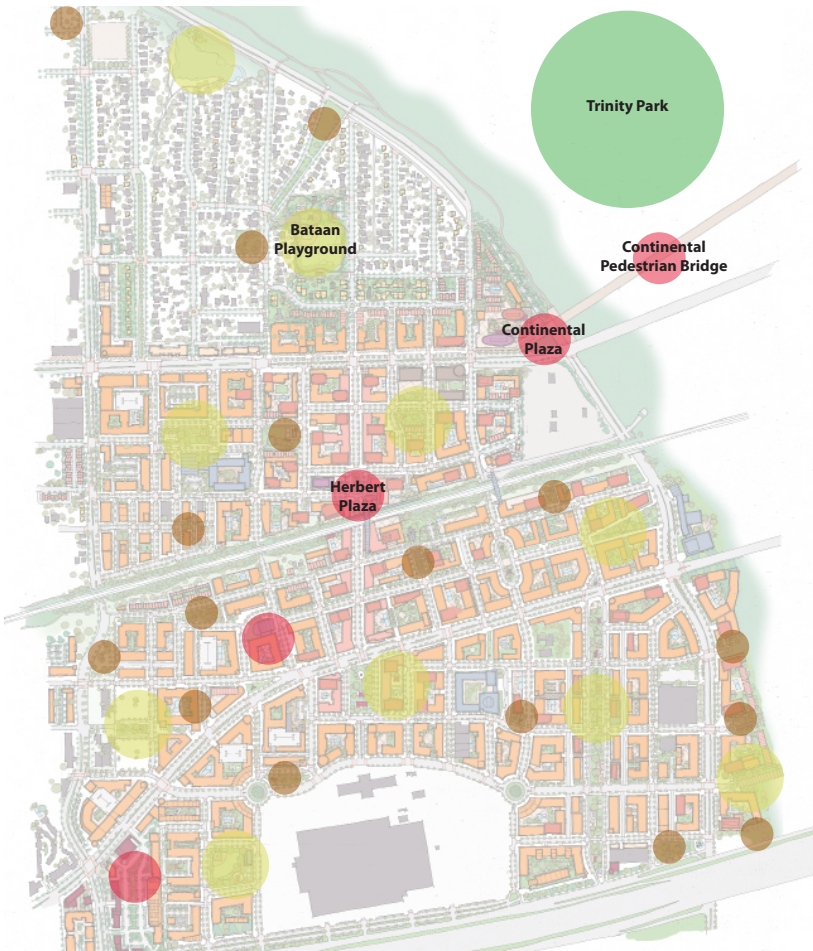 Trinity Park
Bataan
Playground
Continental
Pedestrian Bridge
Continental
Plaza
Herbert
Plaza